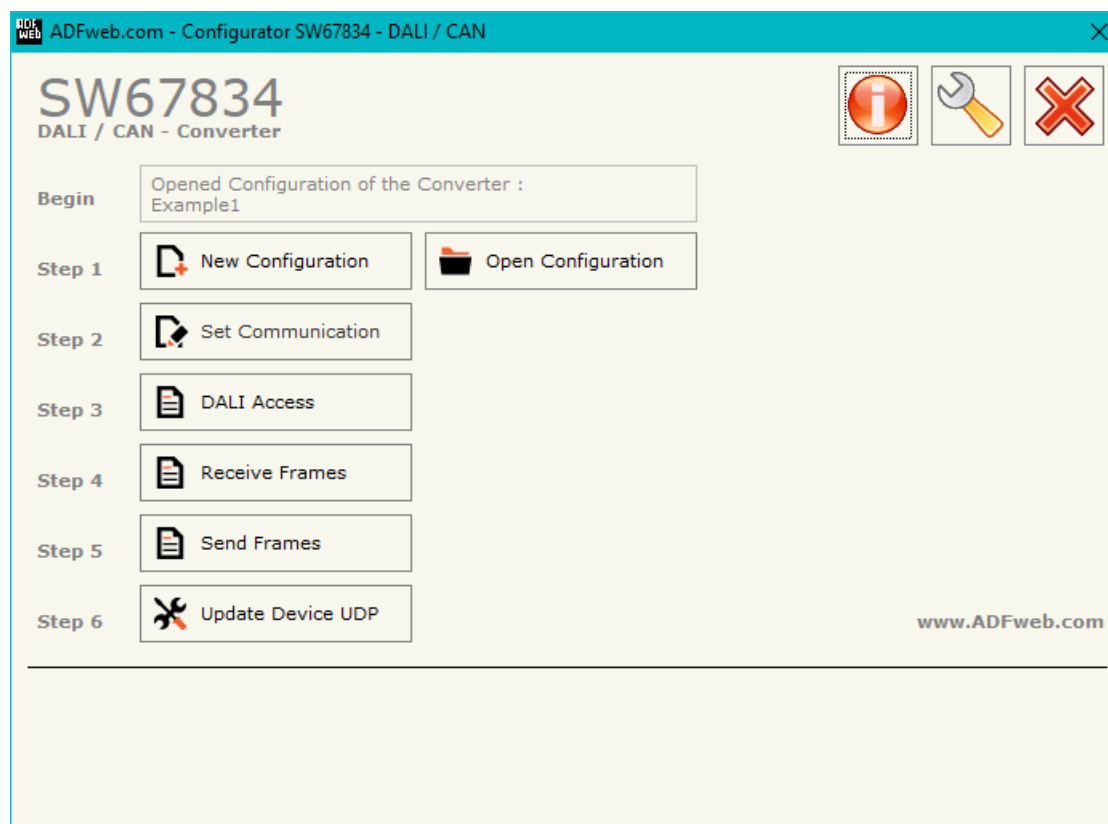 ADF
WEB
ADFweb.com - Configurator SW67834 - DALI / CAN
SW67834
DALI / CAN - Converter
Begin
Opened Configuration of the Converter :
Example1
Step 1
New Configuration
Open Configuration
Step 2
Set Communication
Step 3
DALI Access
Step 4
Receive Frames
Step 5
Send Frames
Step 6
Update Device UDP
www.ADFweb.com